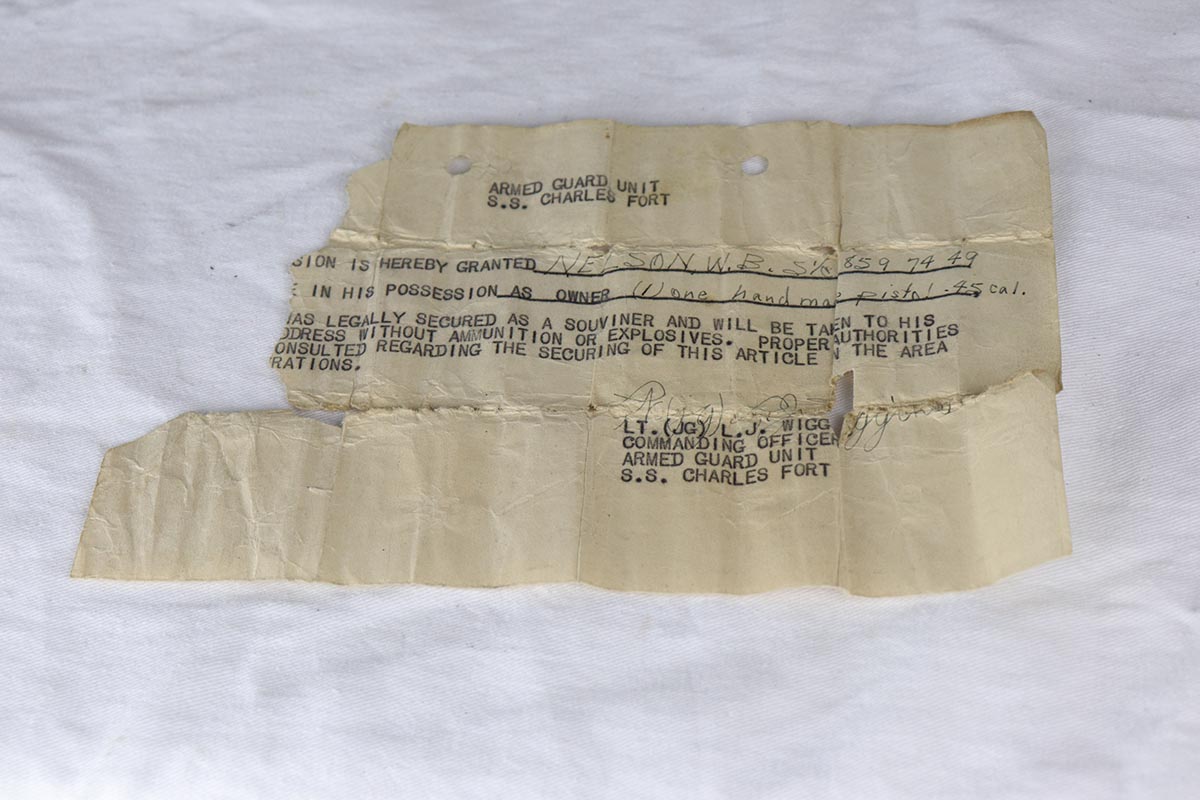 ARMED GUARD UNIT
S.S. CHARLES FORT
SION IS HEREBY GRANTED NELSON, W.B. S1/c 859 74 49
E IN HIS POSSESSION AS OWNER (1) one hand mae pistol .45 cal.
AS LEGALLY SECURED AS A SOUVINER AND WILL BE TAKEN TO HIS
DDRESS WITHOUT AMMUNITION OR EXPLOSIVES. PROPER AUTHORITIES
ONSULTED REGARDING THE SECURING OF THIS ARTICLE N THE AREA
RATIONS.
LT.(JG) L.J. WIGG
COMMANDING OFFICER
ARMED GUARD UNIT
S.S. CHARLES FORT